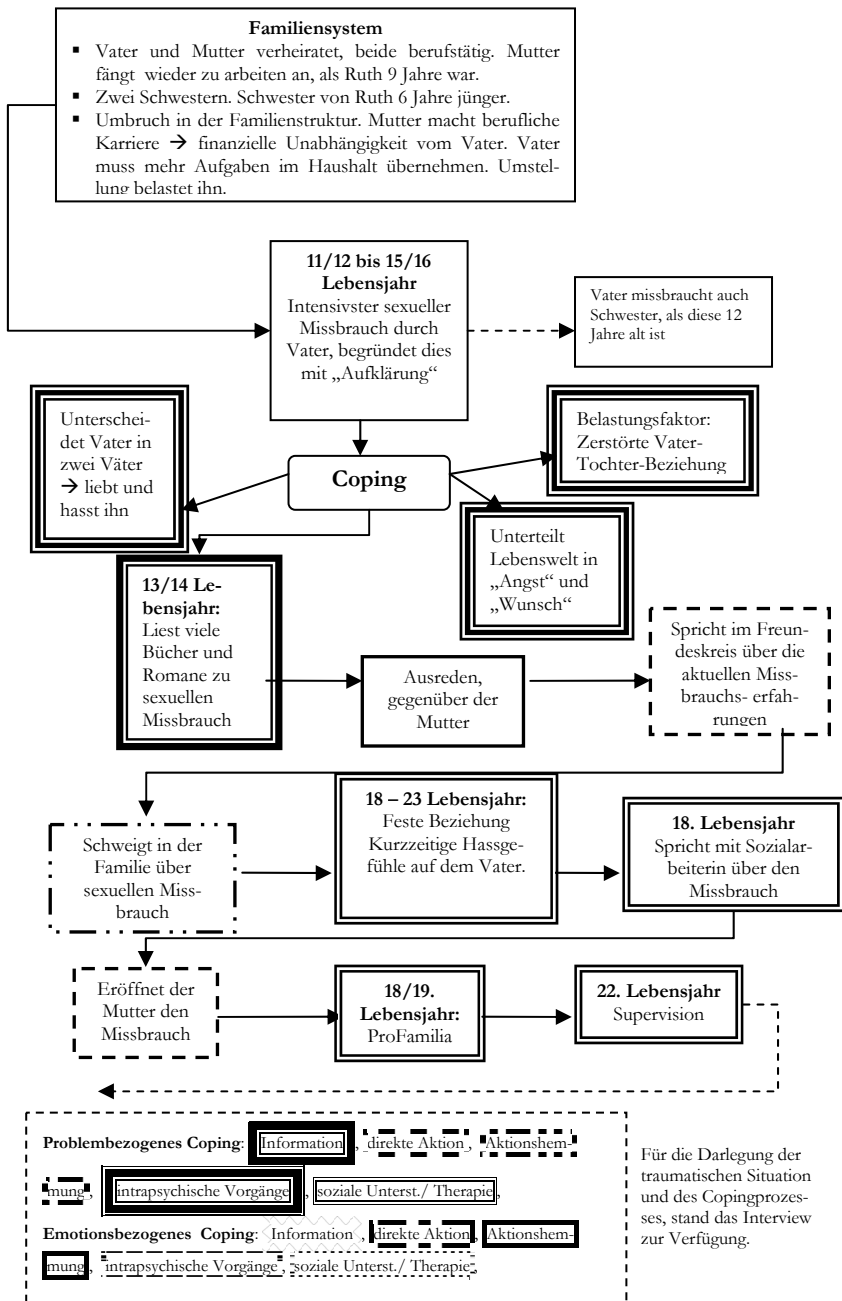 Familiensystem
▪ Vater und Mutter verheiratet, beide berufstätig. Mutter
fängt wieder zu arbeiten an, als Ruth 9 Jahre war.
▪ Zwei Schwestern. Schwester von Ruth 6 Jahre jünger.
▪ Umbruch in der Familienstruktur. Mutter macht berufliche
Karriere → finanzielle Unabhängigkeit vom Vater. Vater
muss mehr Aufgaben im Haushalt übernehmen. Umstel-
lung belastet ihn.
11/12 bis 15/16
Lebensjahr
Intensivster sexueller
Missbrauch durch
Vater, begründet dies
mit „Aufklärung“
Vater missbraucht auch
Schwester, als diese 12
Jahre alt ist
Unterschei-
det Vater in
zwei Väter
→ liebt und
hasst ihn
Coping
Belastungsfaktor:
Zerstörte Vater-
Tochter-Beziehung
Unterteilt
Lebenswelt in
„Angst“ und
„Wunsch“
13/14 Le-
bensjahr:
Liest viele
Bücher und
Romane zu
sexuellen
Missbrauch
Ausreden,
gegenüber der
Mutter
Spricht im Freun-
deskreis über die
aktuellen Miss-
brauchs- erfah-
rungen
Schweigt in der
Familie über
sexuellen Miss-
brauch
18 – 23 Lebensjahr:
Feste Beziehung
Kurzzeitige Hassge-
fühle auf dem Vater.
18. Lebensjahr
Spricht mit Sozialar-
beiterin über den
Missbrauch
Eröffnet der
Mutter den
Missbrauch
18/19.
Lebensjahr:
ProFamilia
22. Lebensjahr
Supervision
Problembezogenes Coping: Information, direkte Aktion, Aktionshem-
mung, intrapsychische Vorgänge, soziale Unterst./ Therapie,
Emotionsbezogenes Coping: Information, direkte Aktion, Aktionshem-
mung, intrapsychische Vorgänge, soziale Unterst./ Therapie,
Für die Darlegung der
traumatischen Situation
und des Copingprozes-
ses, stand das Interview
zur Verfügung.